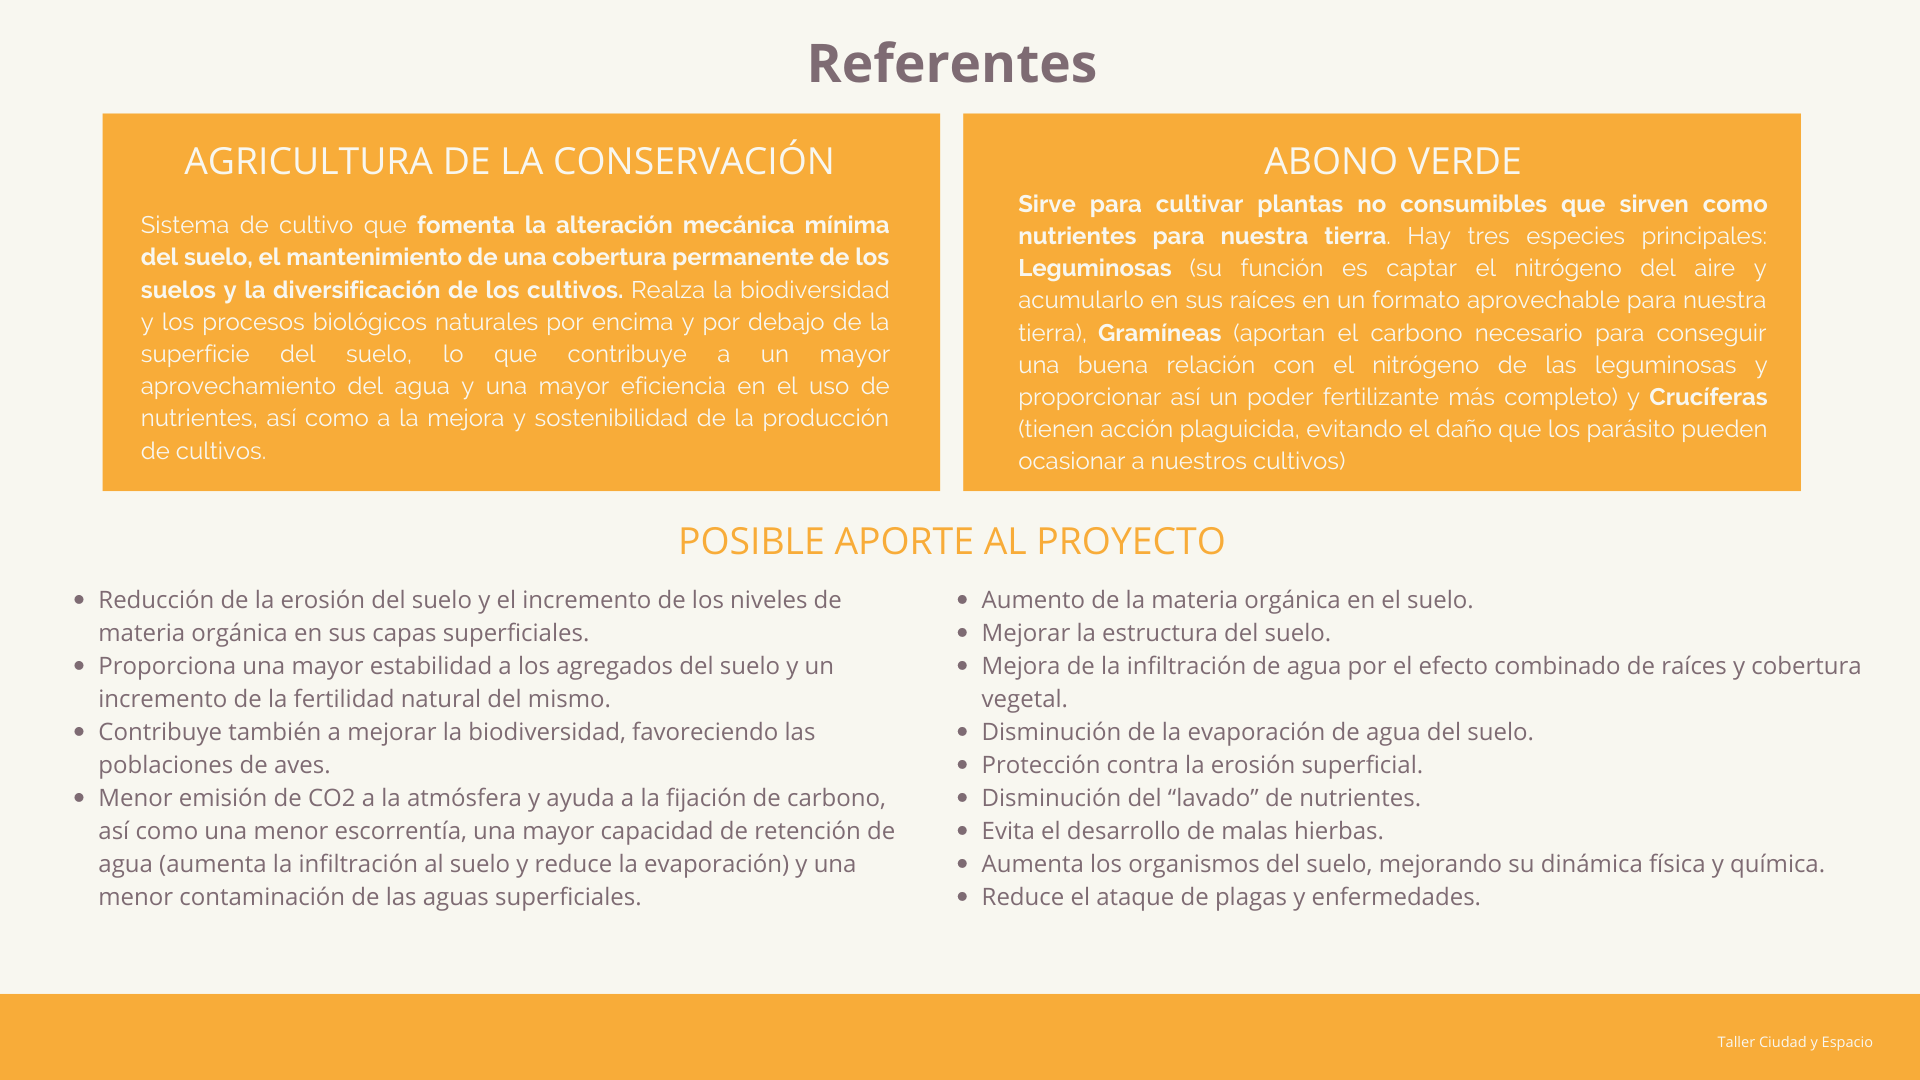 Referentes
AGRICULTURA DE LA CONSERVACIÓN
Sistema de cultivo que fomenta la alteración mecánica mínima
del suelo, el mantenimiento de una cobertura permanente de los
suelos y la diversificación de los cultivos. Realza la biodiversidad
y los procesos biológicos naturales por encima y por debajo de la
superficie del suelo, lo que contribuye a un mayor
aprovechamiento del agua y una mayor eficiencia en el uso de
nutrientes, así como a la mejora y sostenibilidad de la producción
de cultivos.
ABONO VERDE
Sirve para cultivar plantas no consumibles que sirven como
nutrientes para nuestra tierra. Hay tres especies principales:
Leguminosas (su función es captar el nitrógeno del aire y
acumularlo en sus raíces en un formato aprovechable para nuestra
tierra), Gramíneas (aportan el carbono necesario para conseguir
una buena relación con el nitrógeno de las leguminosas y
proporcionar así un poder fertilizante más completo) y Crucíferas
(tienen acción plaguicida, evitando el daño que los parásito pueden
ocasionar a nuestros cultivos)
POSIBLE APORTE AL PROYECTO
• Reducción de la erosión del suelo y el incremento de los niveles de
materia orgánica en sus capas superficiales.
• Proporciona una mayor estabilidad a los agregados del suelo y un
incremento de la fertilidad natural del mismo.
• Contribuye también a mejorar la biodiversidad, favoreciendo las
poblaciones de aves.
• Menor emisión de CO2 a la atmósfera y ayuda a la fijación de carbono,
así como una menor escorrentía, una mayor capacidad de retención de
agua (aumenta la infiltración al suelo y reduce la evaporación) y una
menor contaminación de las aguas superficiales.
• Aumento de la materia orgánica en el suelo.
• Mejorar la estructura del suelo.
• Mejora de la infiltración de agua por el efecto combinado de raíces y cobertura
vegetal.
• Disminución de la evaporación de agua del suelo.
• Protección contra la erosión superficial.
• Disminución del “lavado” de nutrientes.
• Evita el desarrollo de malas hierbas.
• Aumenta los organismos del suelo, mejorando su dinámica física y química.
• Reduce el ataque de plagas y enfermedades.
Taller Ciudad y Espacio